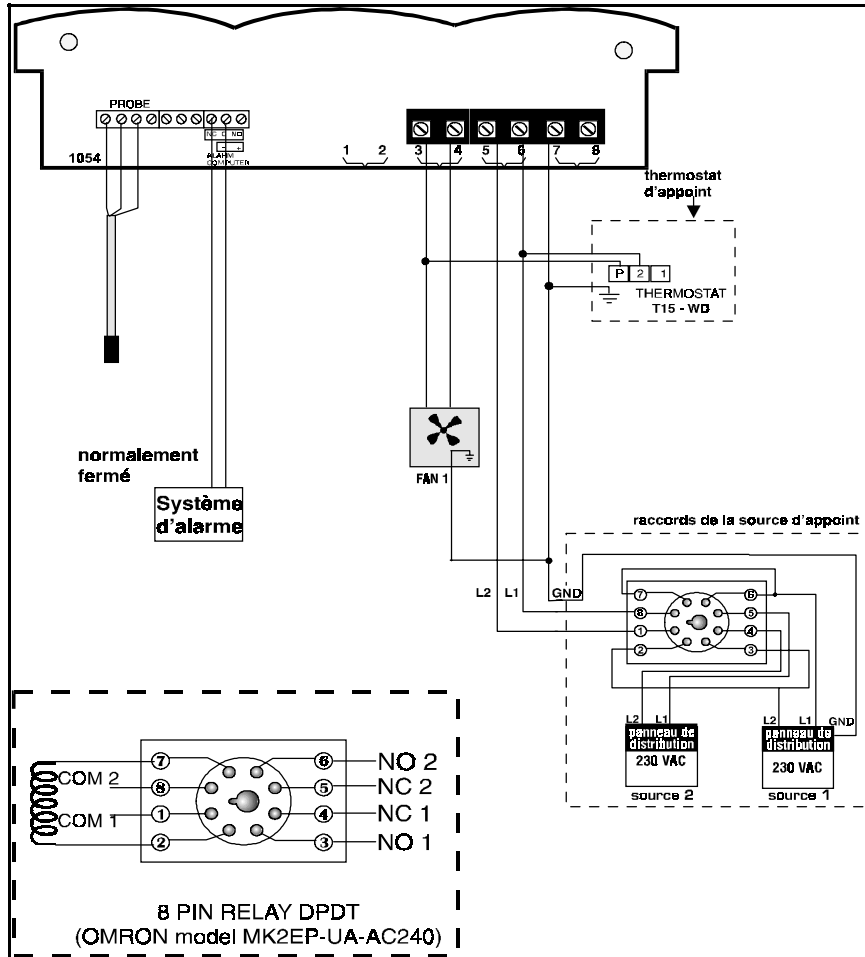 PROBE
NC C NO
ALARM
COMPUTER
- +
1054
1 2 3 4 5 6 7 8
thermostat
d'appoint
P 2 1
THERMOSTAT
T15 - WD
FAN 1
normalement
fermé
Système
d'alarme
raccords de la source d'appoint
L2 L1 GND
7 6
8 5
1 4
2 3
L2 L1
panneau de
distribution
230 VAC
source 2
L2 L1 GND
panneau de
distribution
230 VAC
source 1
7 6 NO 2
COM 2 8 5 NC 2
COM 1 1 4 NC 1
2 3 NO 1
8 PIN RELAY DPDT
(OMRON model MK2EP-UA-AC240)